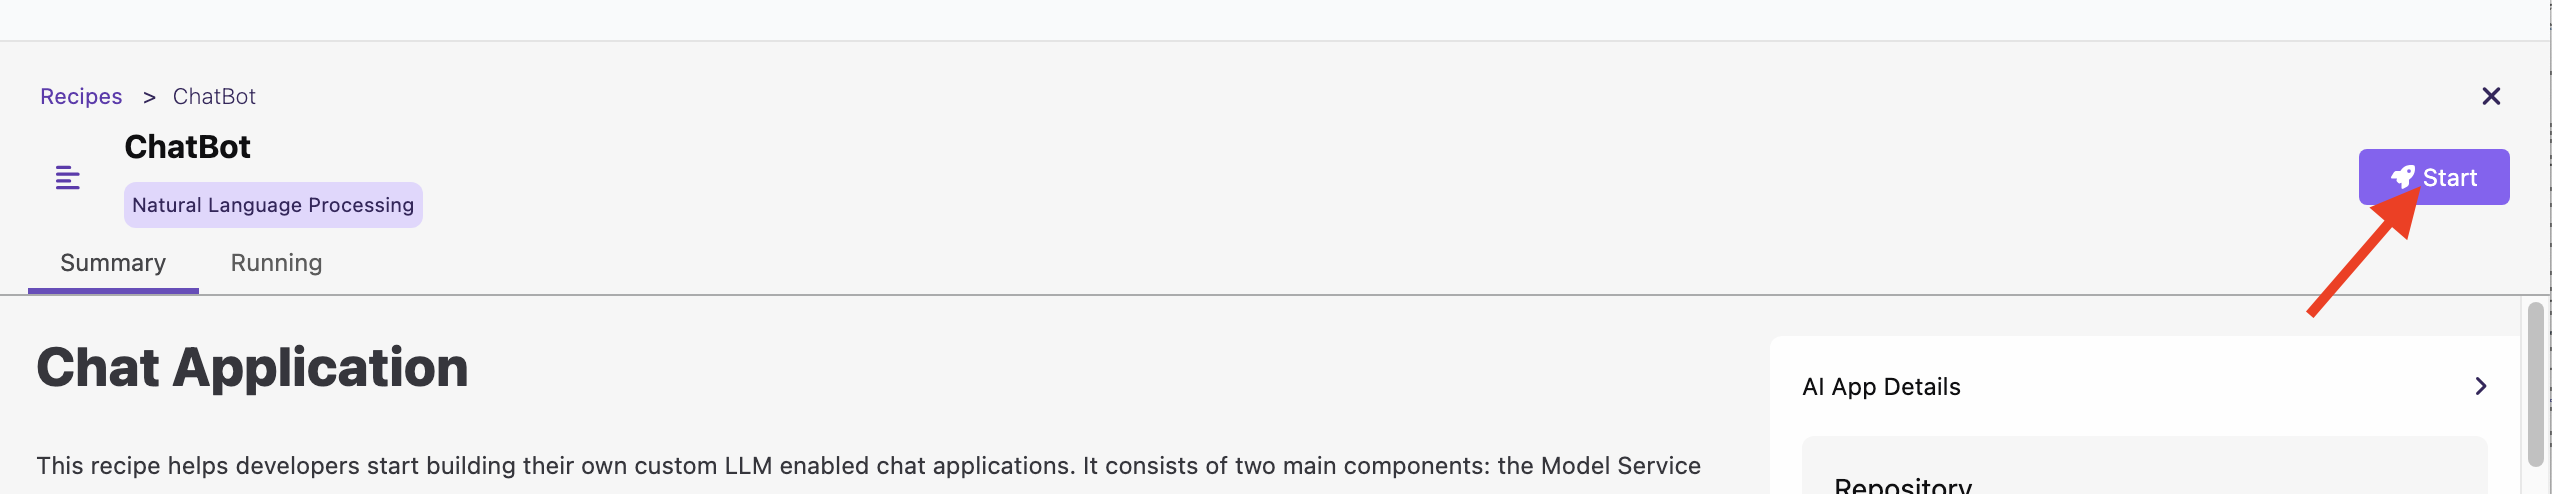 Recipes > ChatBot
ChatBot
Natural Language Processing
Start
Summary
Running
Chat Application
This recipe helps developers start building their own custom LLM enabled chat applications. It consists of two main components: the Model Service
AI App Details
Repository